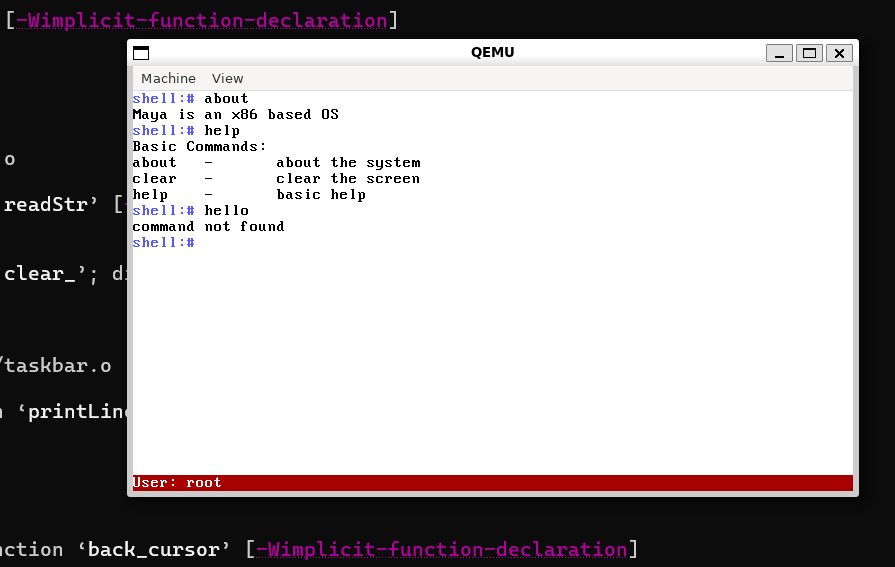 [-Wimplicit-function-declaration]
QEMU
Machine View
shell:# about
Maya is an x86 based OS
shell:# help
Basic Commands:
about - about the system
clear - clear the screen
help - basic help
shell:# hello
command not found
shell:#
User: root
o
readStr’ [
clear_’; di
/taskbar.o
‘printLine
nction ‘back_cursor’ [-Wimplicit-function-declaration]